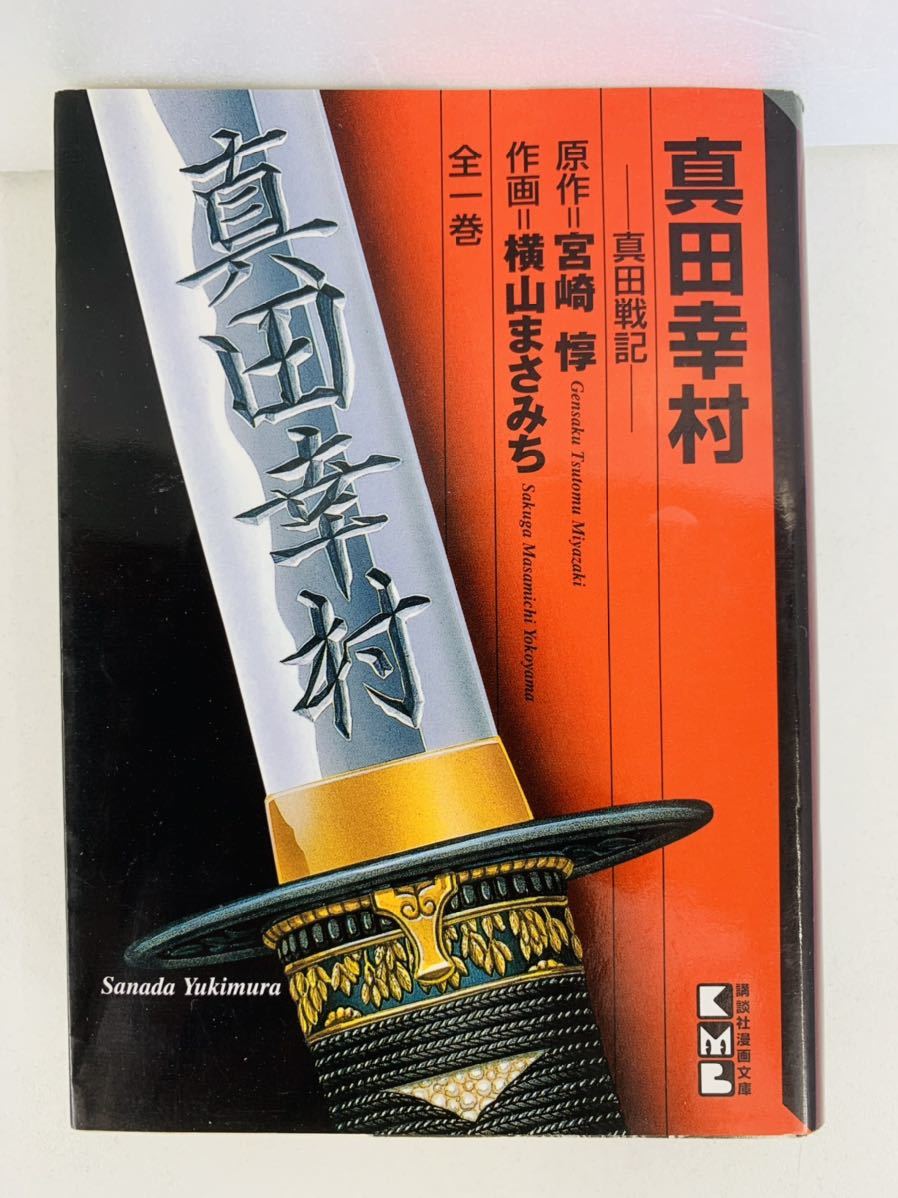 真田幸村
真田戦記
原作=宮崎 惇
Gensaku Tsutomu Miyazaki
作画=横山まさみち
Sakuga Masamichi Yokoyama
全一巻
真田幸村
Sanada Yukimura
KMB
講談社漫画文庫